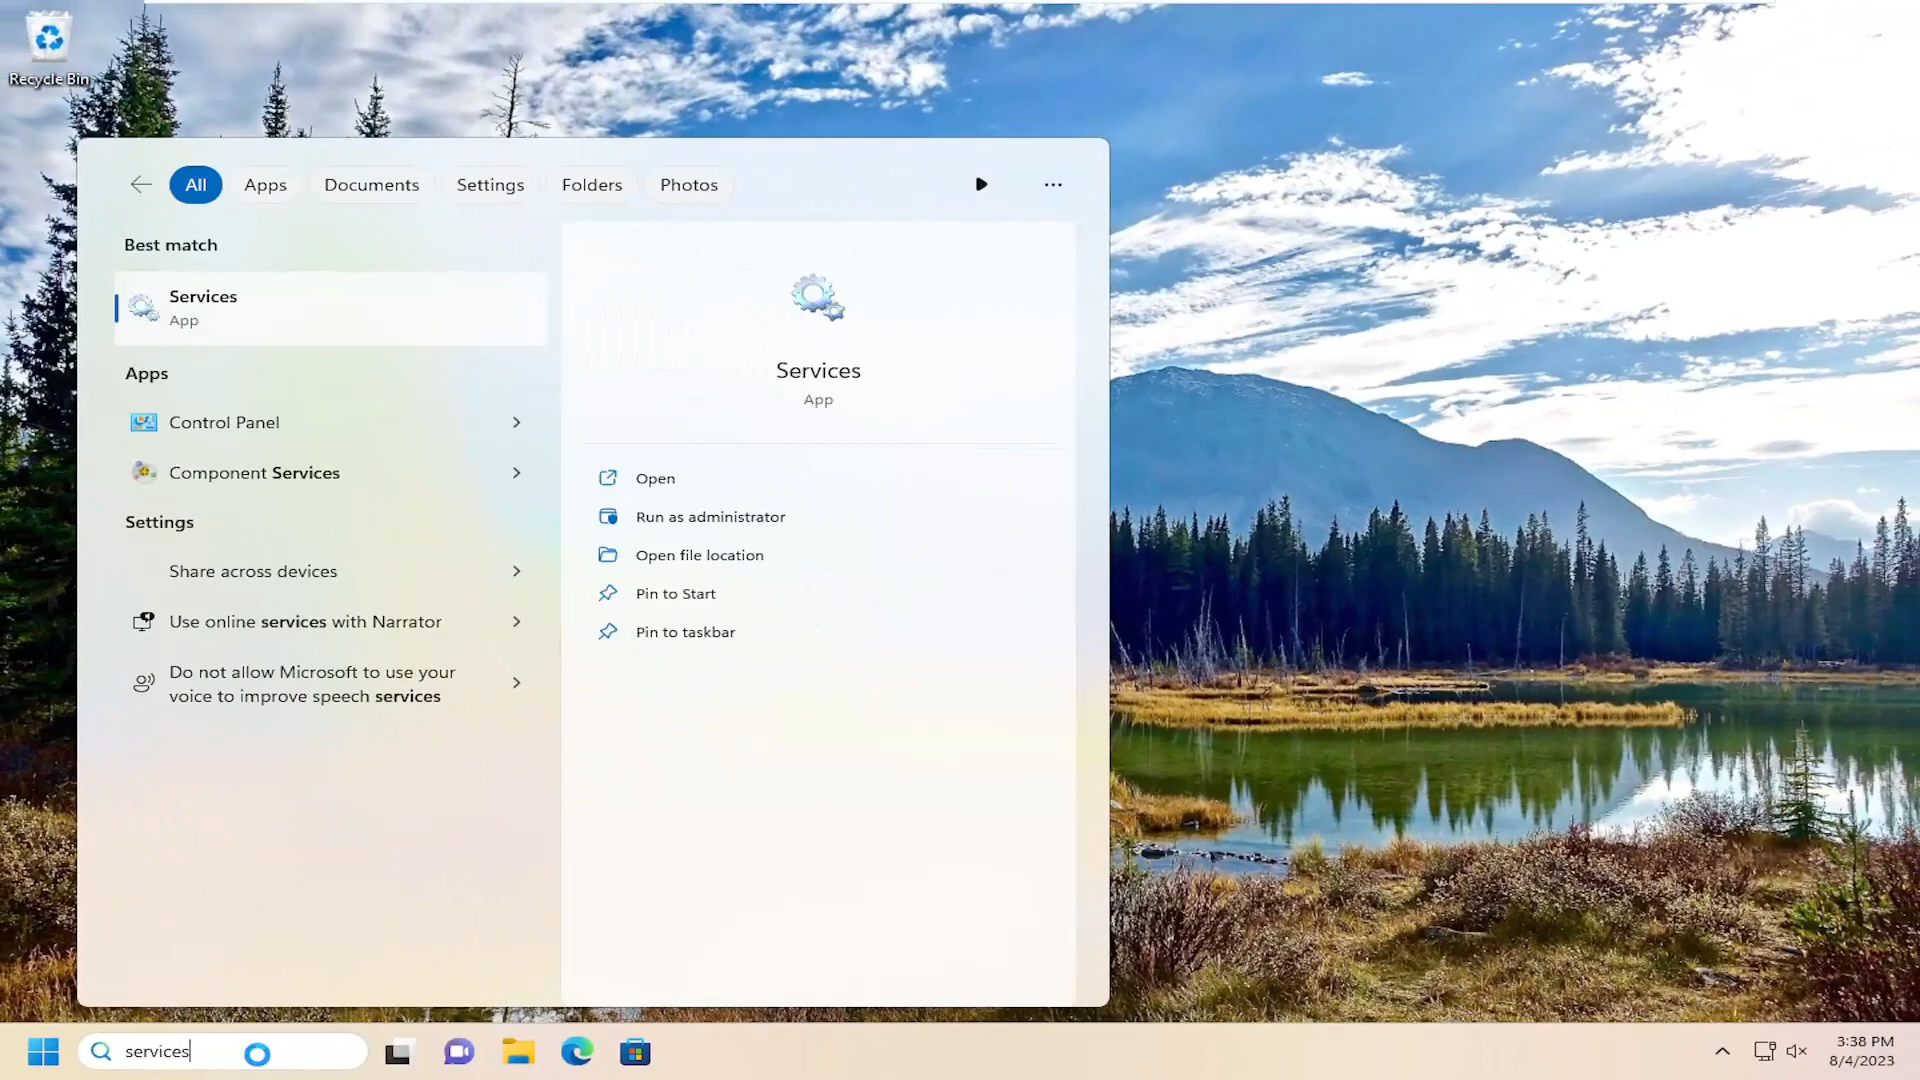 Recycle Bin
All
Apps
Documents
Settings
Folders
Photos
Best match
Services
App
Apps
Control Panel
Component Services
Settings
Share across devices
Use online services with Narrator
Do not allow Microsoft to use your
voice to improve speech services
Services
App
Open
Run as administrator
Open file location
Pin to Start
Pin to taskbar
services
3:38 PM
8/4/2023